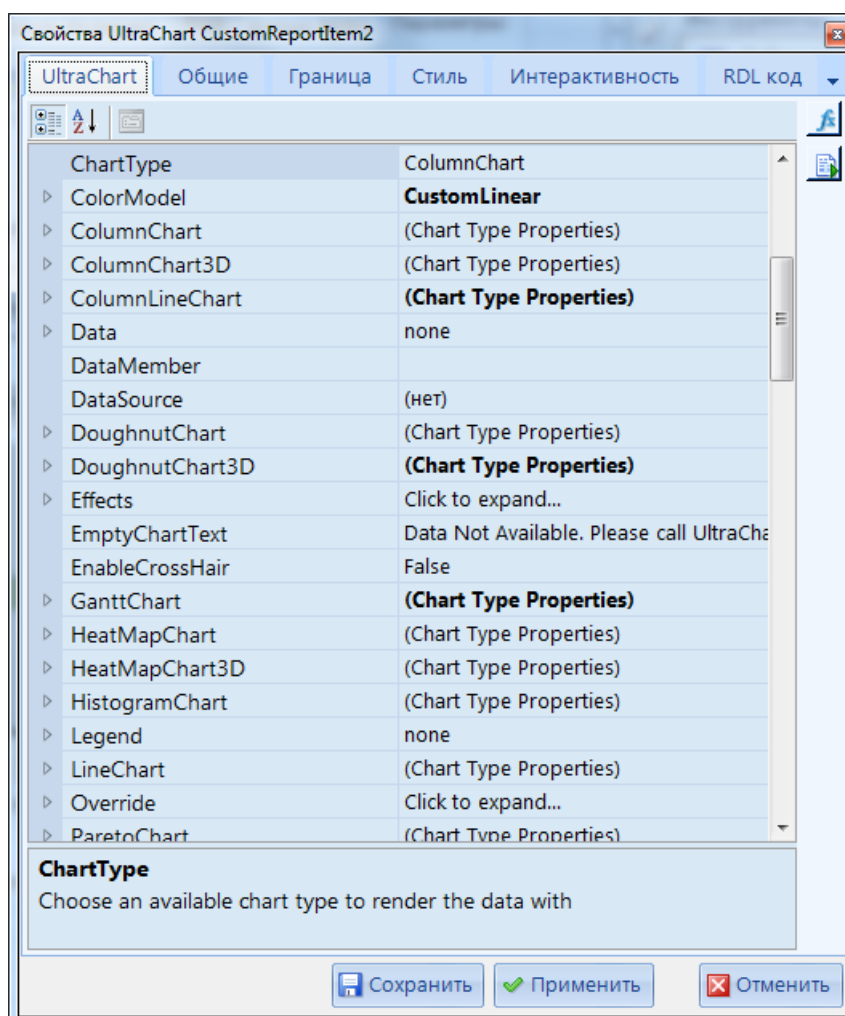 Свойства UltraChart CustomReportItem2
UltraChart Общие Граница Стиль Интерактивность RDL код
ChartType ColumnChart
ColorModel CustomLinear
ColumnChart (Chart Type Properties)
ColumnChart3D (Chart Type Properties)
ColumnLineChart (Chart Type Properties)
Data none
DataMember
DataSource (нет)
DoughnutChart (Chart Type Properties)
DoughnutChart3D (Chart Type Properties)
Effects Click to expand...
EmptyChartText Data Not Available. Please call UltraCha
EnableCrossHair False
GanttChart (Chart Type Properties)
HeatMapChart (Chart Type Properties)
HeatMapChart3D (Chart Type Properties)
HistogramChart (Chart Type Properties)
Legend none
LineChart (Chart Type Properties)
Override Click to expand...
ParetoChart (Chart Type Properties)
ChartType
Choose an available chart type to render the data with
Сохранить Применить Отменить